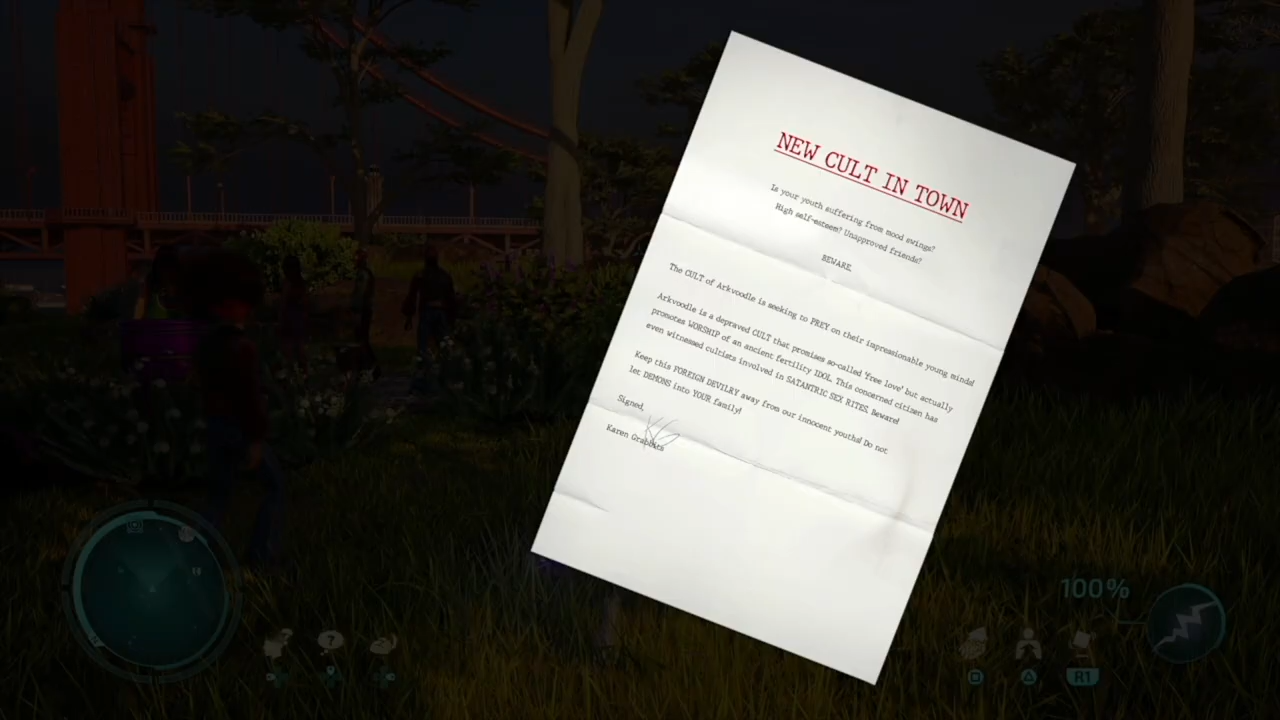 NEW CULT IN TOWN
Is your youth suffering from mood swings?
High self-esteem? Unapproved friends?
BEWARE.
The CULT of Arkvoodle is seeking to PREY on their impressionable young minds!
Arkvoodle is a depraved CULT that promises so-called 'free love' but actually
promotes WORSHIP of an ancient fertility IDOL. This concerned citizen has
even witnessed cultists involved in SATANTRIC SEX RITES. Beware!
Keep this FOREIGN DEVILRY away from our innocent youths! Do not
let DEMONS into YOUR family!
Signed,
Karen Grabbits
100%
?
R1